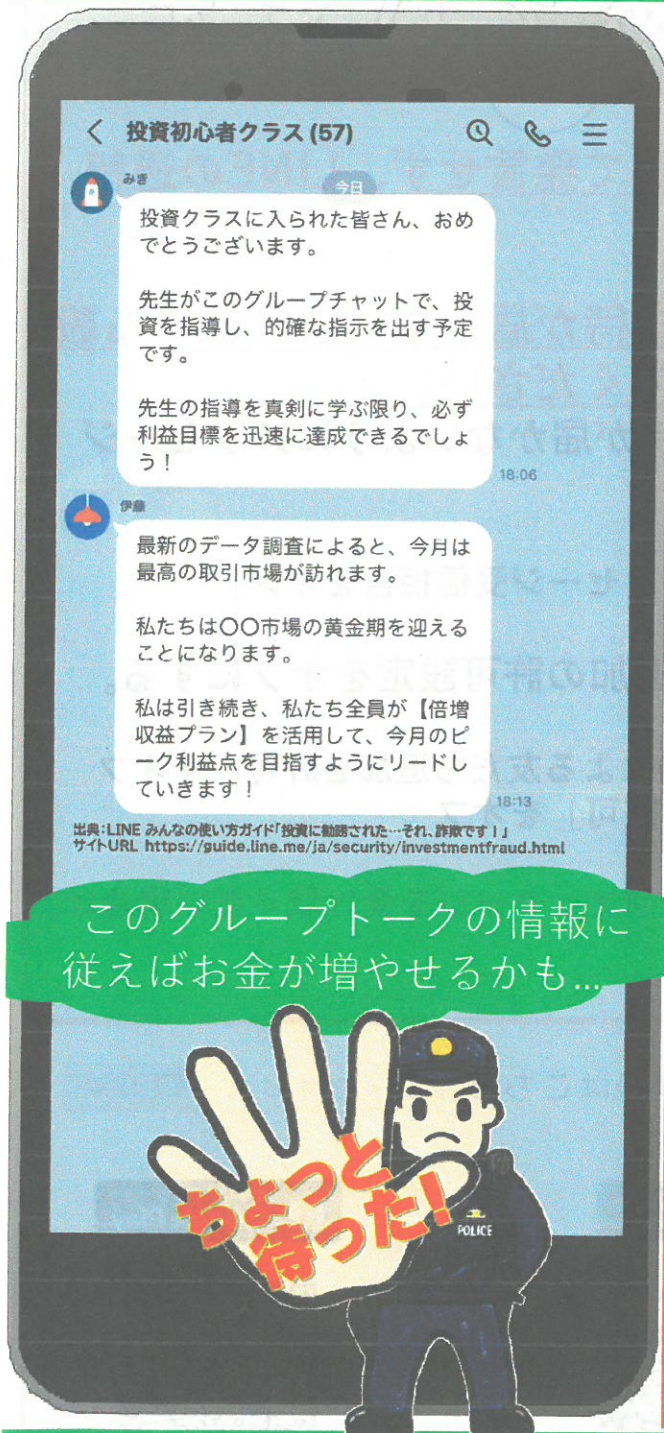 投資初心者クラス (57)
今日
みき
投資クラスに入られた皆さん、おめ
でとうございます。
先生がこのグループチャットで、投
資を指導し、的確な指示を出す予定
です。
先生の指導を真剣に学ぶ限り、必ず
利益目標を迅速に達成できるでしょ
う！
18:06
伊藤
最新のデータ調査によると、今月は
最高の取引市場が訪れます。
私たちは〇〇市場の黄金期を迎える
ことになります。
私は引き続き、私たち全員が【倍増
収益プラン】を活用して、今月のピ
ーク利益点を目指すようにリードし
ていきます！
18:13
出典：LINE みんなの使い方ガイド「投資に勧誘された…それ、詐欺です！」
サイトURL https://guide.line.me/ja/security/investmentfraud.html
このグループトークの情報に
従えばお金が増やせるかも…
ちょっと
待った！
POLICE